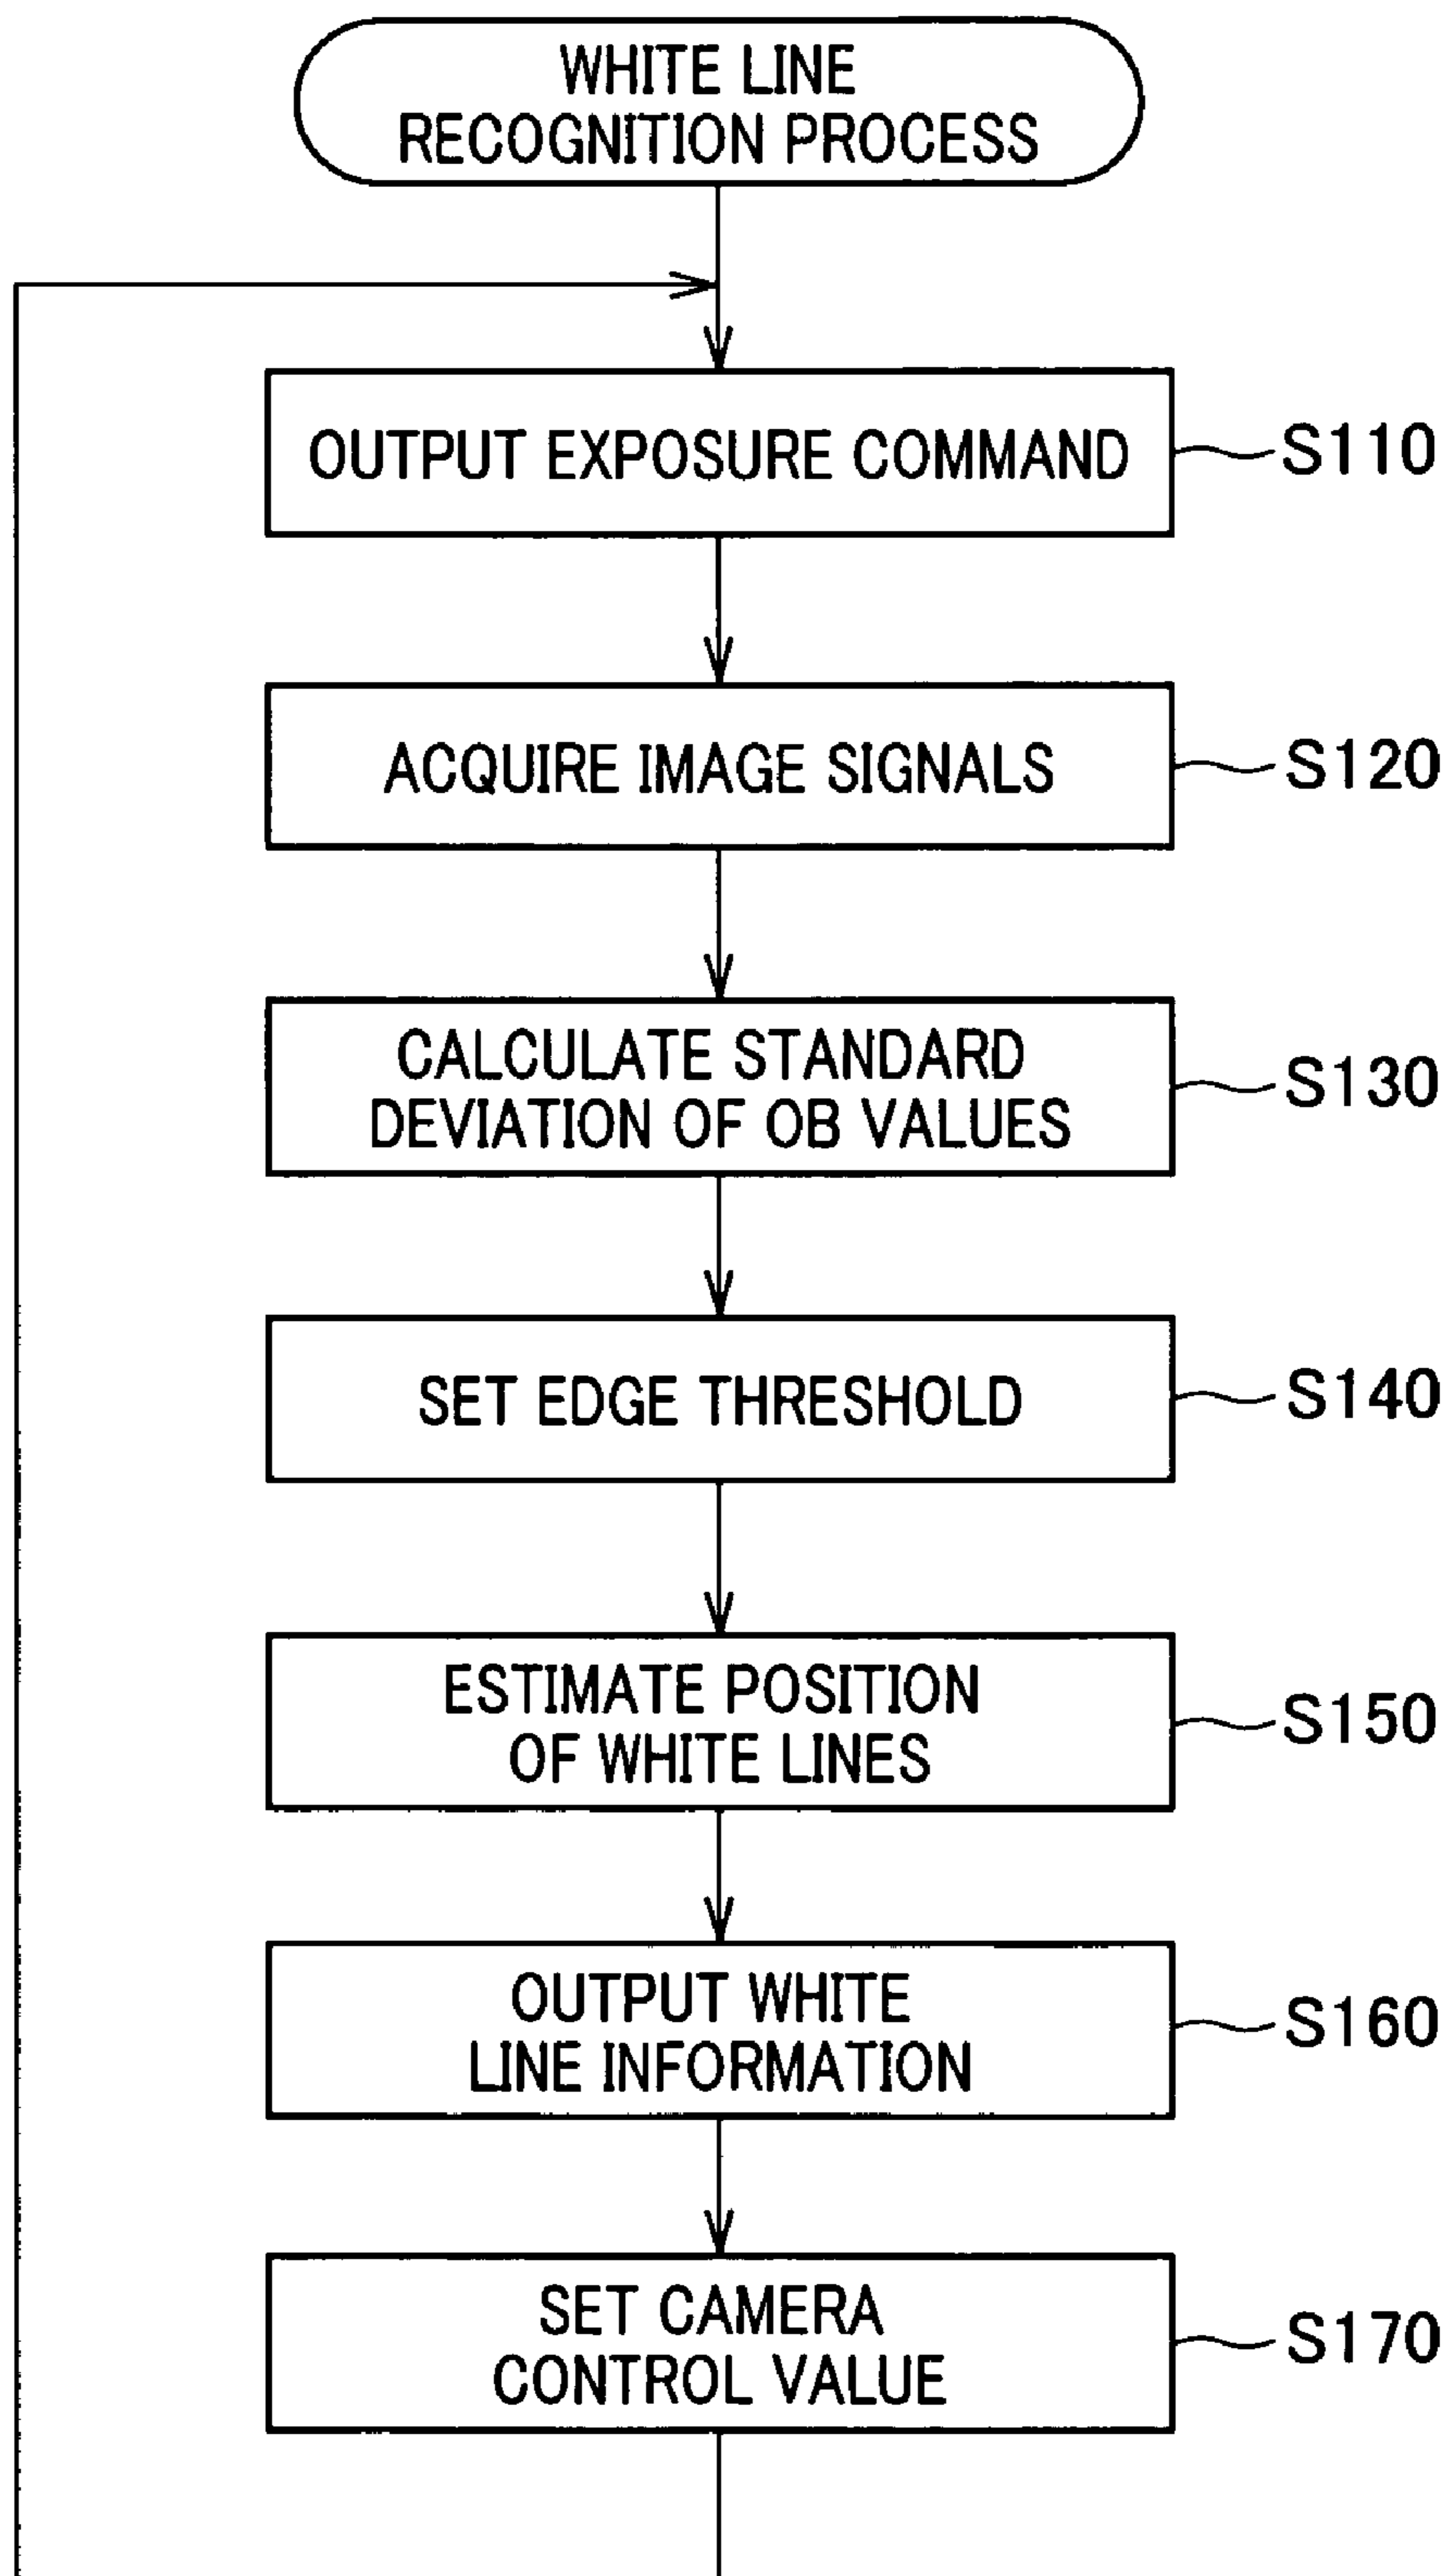 WHITE LINE
RECOGNITION PROCESS
OUTPUT EXPOSURE COMMAND
S110
ACQUIRE IMAGE SIGNALS
S120
CALCULATE STANDARD
DEVIATION OF OB VALUES
S130
SET EDGE THRESHOLD
S140
ESTIMATE POSITION
OF WHITE LINES
S150
OUTPUT WHITE
LINE INFORMATION
S160
SET CAMERA
CONTROL VALUE
S170